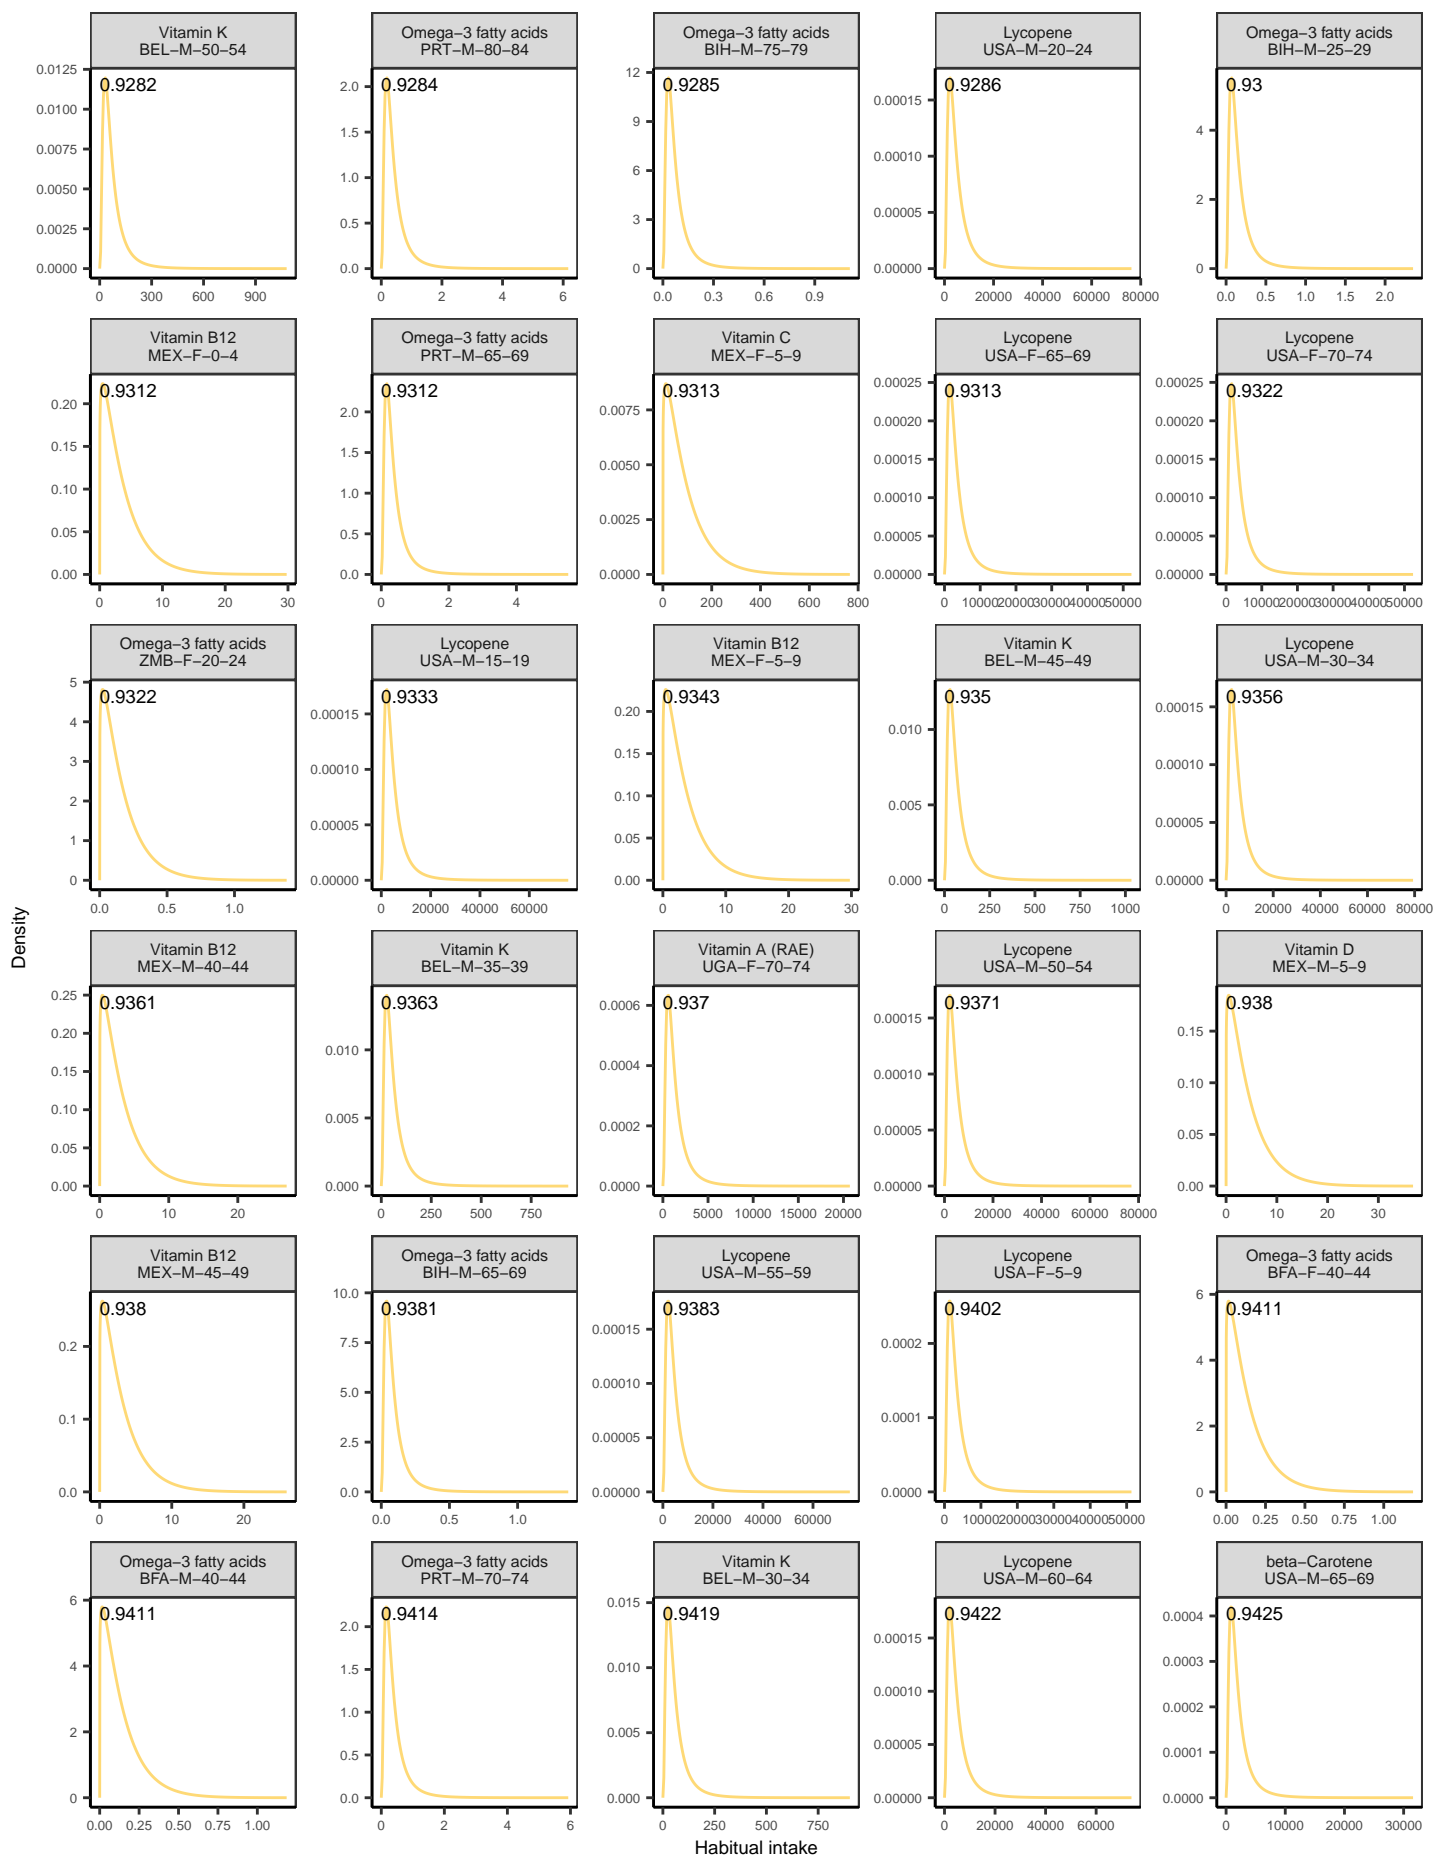 Vitamin K
BEL−M−50−54
Omega−3 fatty acids
PRT−M−80−84
Omega−3 fatty acids
BIH−M−75−79
Lycopene
USA−M−20−24
Omega−3 fatty acids
BIH−M−25−29
0.9282
0.0125
0.0100
0.0075
0.0050
0.0025
0.0000
0 300 600 900
0.9284
2.0
1.5
1.0
0.5
0.0
0 2 4 6
0.9285
12
9
6
3
0
0.0 0.3 0.6 0.9
0.9286
0.00015
0.00010
0.00005
0.00000
0 20000 40000 60000 80000
0.93
4
2
0
0.0 0.5 1.0 1.5 2.0
Vitamin B12
MEX−F−0−4
Omega−3 fatty acids
PRT−M−65−69
Vitamin C
MEX−F−5−9
Lycopene
USA−F−65−69
Lycopene
USA−F−70−74
0.9312
0.20
0.15
0.10
0.05
0.00
0 10 20 30
0.9312
2.0
1.5
1.0
0.5
0.0
0 2 4
0.9313
0.0075
0.0050
0.0025
0.0000
0 200 400 600 800
0.9313
0.00025
0.00020
0.00015
0.00010
0.00005
0.00000
0 10000 20000 30000 40000 50000
0.9322
0.00025
0.00020
0.00015
0.00010
0.00005
0.00000
0 10000 20000 30000 40000 50000
Omega−3 fatty acids
ZMB−F−20−24
Lycopene
USA−M−15−19
Vitamin B12
MEX−F−5−9
Vitamin K
BEL−M−45−49
Lycopene
USA−M−30−34
0.9322
5
4
3
2
1
0
0.0 0.5 1.0
0.9333
0.00015
0.00010
0.00005
0.00000
0 20000 40000 60000
0.9343
0.20
0.15
0.10
0.05
0.00
0 10 20 30
0.935
0.010
0.005
0.000
0 250 500 750 1000
0.9356
0.00015
0.00010
0.00005
0.00000
0 20000 40000 60000 80000
Density
Vitamin B12
MEX−M−40−44
Vitamin K
BEL−M−35−39
Vitamin A (RAE)
UGA−F−70−74
Lycopene
USA−M−50−54
Vitamin D
MEX−M−5−9
0.9361
0.25
0.20
0.15
0.10
0.05
0.00
0 10 20
0.9363
0.010
0.005
0.000
0 250 500 750
0.937
0.0006
0.0004
0.0002
0.0000
0 5000 10000 15000 20000
0.9371
0.00015
0.00010
0.00005
0.00000
0 20000 40000 60000 80000
0.938
0.15
0.10
0.05
0.00
0 10 20 30
Vitamin B12
MEX−M−45−49
Omega−3 fatty acids
BIH−M−65−69
Lycopene
USA−M−55−59
Lycopene
USA−F−5−9
Omega−3 fatty acids
BFA−F−40−44
0.938
0.2
0.1
0.0
0 10 20
0.9381
10.0
7.5
5.0
2.5
0.0
0.0 0.5 1.0
0.9383
0.00015
0.00010
0.00005
0.00000
0 20000 40000 60000
0.9402
0.0002
0.0001
0.0000
0 10000 20000 30000 40000 50000
0.9411
6
4
2
0
0.00 0.25 0.50 0.75 1.00
Omega−3 fatty acids
BFA−M−40−44
Omega−3 fatty acids
PRT−M−70−74
Vitamin K
BEL−M−30−34
Lycopene
USA−M−60−64
beta−Carotene
USA−M−65−69
0.9411
6
4
2
0
0.00 0.25 0.50 0.75 1.00
0.9414
2.0
1.5
1.0
0.5
0.0
0 2 4 6
0.9419
0.015
0.010
0.005
0.000
0 250 500 750
0.9422
0.00015
0.00010
0.00005
0.00000
0 20000 40000 60000
0.9425
0.0004
0.0003
0.0002
0.0001
0.0000
0 10000 20000 30000
Habitual intake